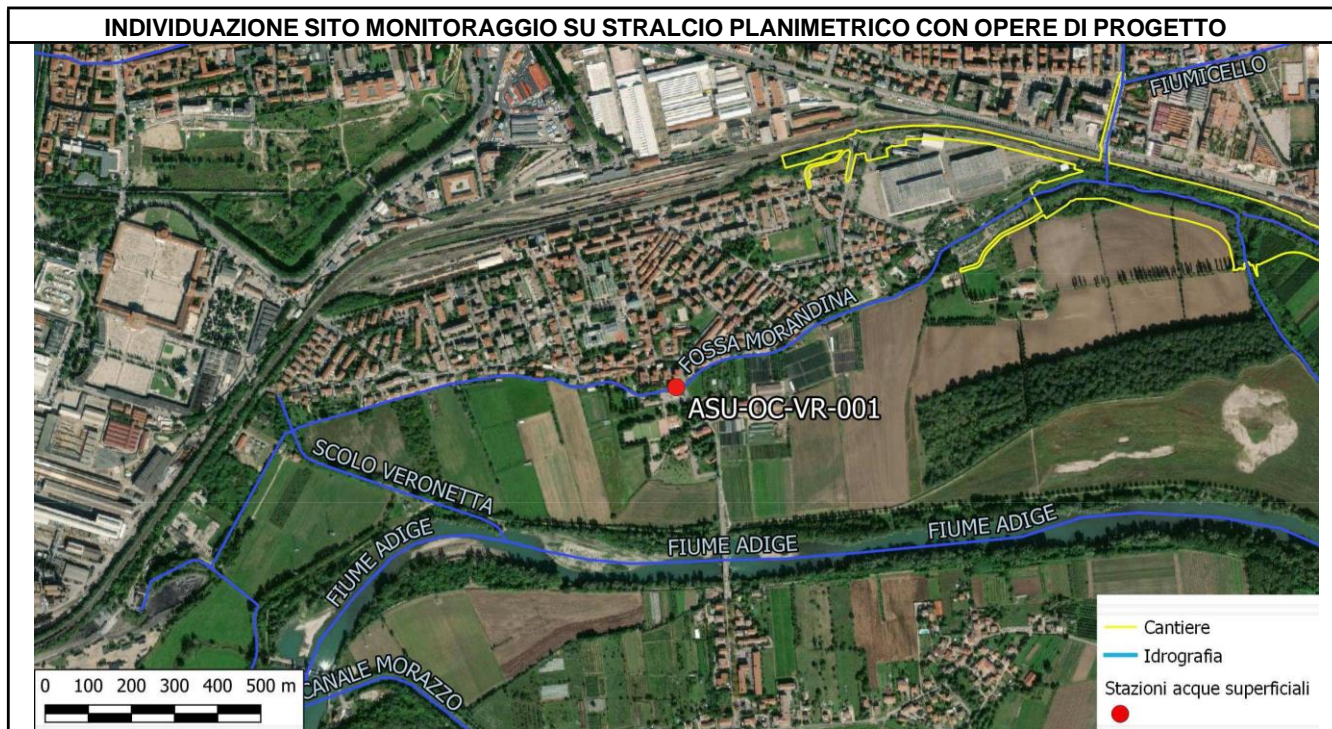 INDIVIDUAZIONE SITO MONITORAGGIO SU STRALCIO PLANIMETRICO CON OPERE DI PROGETTO
FIUMICELLO
FOSSA MORANDINA
ASU-OC-VR-001
SCOLO VERONETTA
FIUME ADIGE
FIUME ADIGE
FIUME ADIGE
CANALE MORAZZO
0 100 200 300 400 500 m
Cantiere
Idrografia
Stazioni acque superficiali